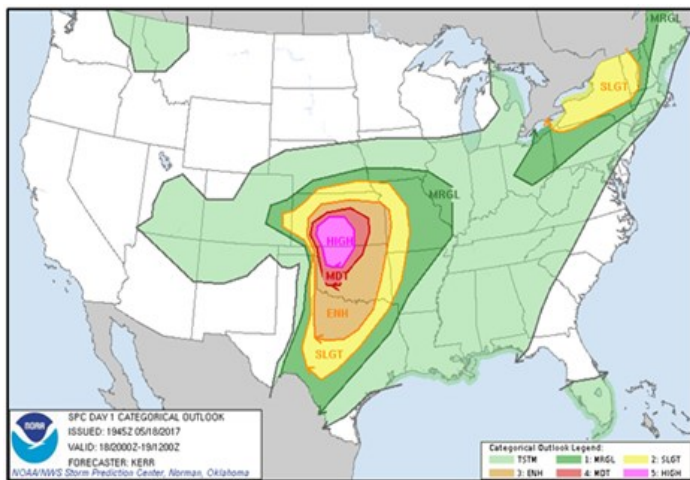 MRGL
SLGT
MRGL
HIGH
MDT
ENH
SLGT
SPC DAY 1 CATEGORICAL OUTLOOK
ISSUED: 1945Z 05/18/2017
VALID: 18/2000Z-19/1200Z
FORECASTER: KERR
NOAA/NWS Storm Prediction Center, Norman, Oklahoma
noaa
Categorical Outlook Legend:
TSTM 1: MRGL 2: SLGT
3: ENH 4: MDT 5: HIGH